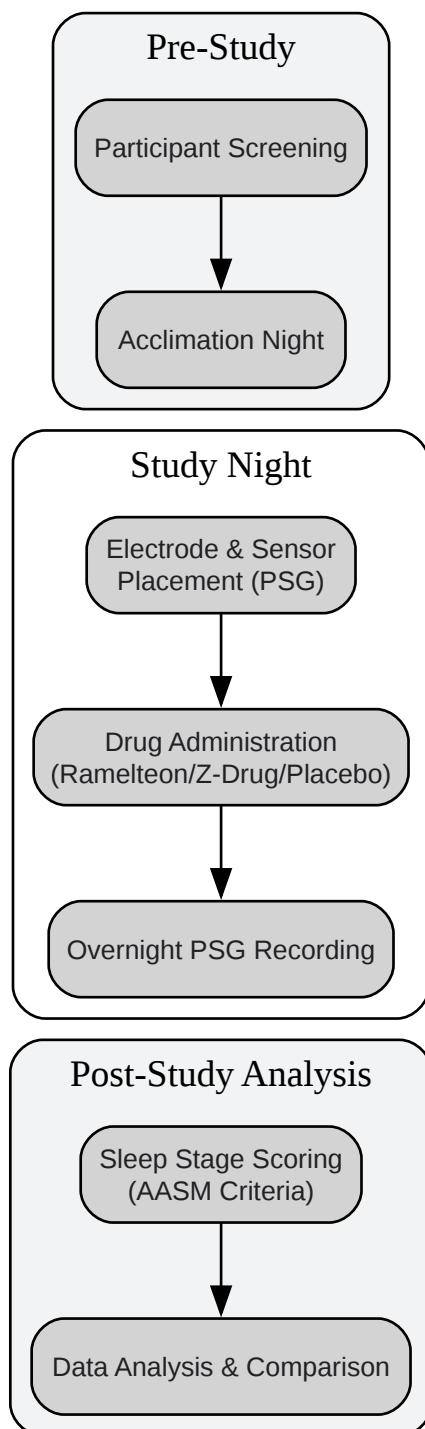 Pre-Study
Participant Screening
Acclimation Night
Study Night
Electrode & Sensor
Placement (PSG)
Drug Administration
(Ramelteon/Z-Drug/Placebo)
Overnight PSG Recording
Post-Study Analysis
Sleep Stage Scoring
(AASM Criteria)
Data Analysis & Comparison